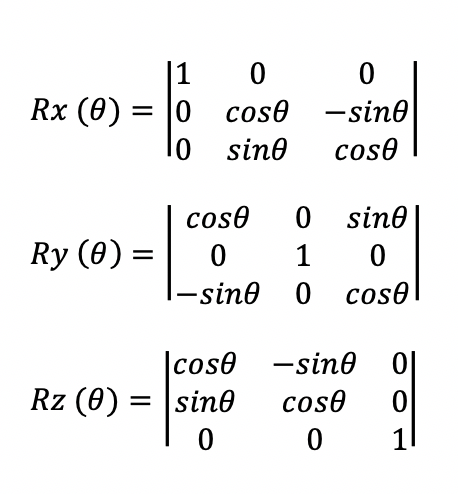 |1 0 0|
Rx (θ) = |0 cosθ −sinθ|
|0 sinθ cosθ|
|cosθ 0 sinθ|
Ry (θ) = |0 1 0|
|−sinθ 0 cosθ|
|cosθ −sinθ 0|
Rz (θ) = |sinθ cosθ 0|
|0 0 1|